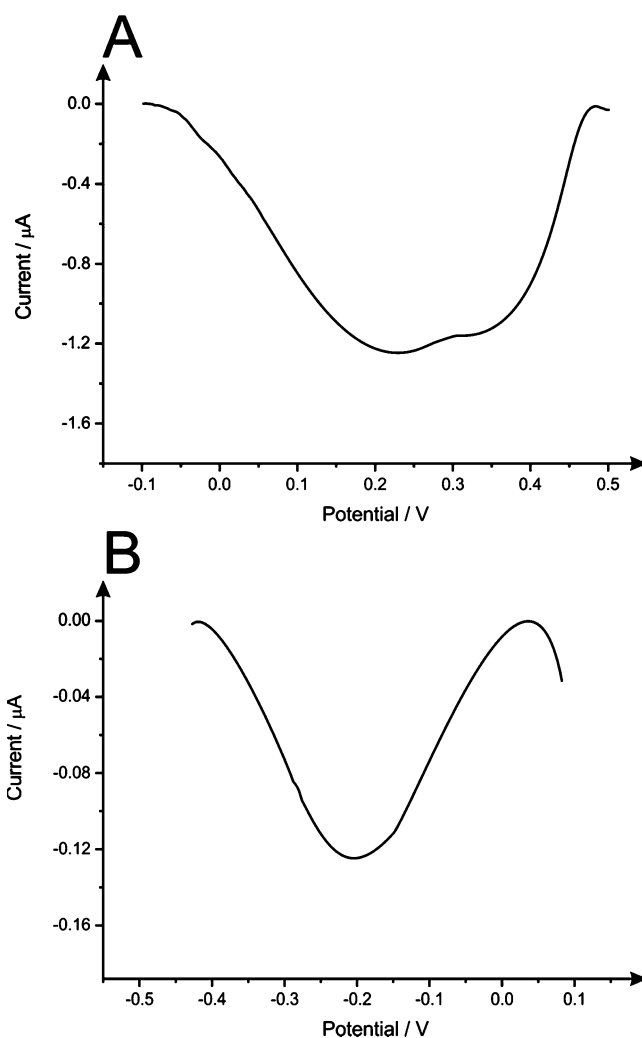 A
0.0
-0.4
-0.8
-1.2
-1.6
Current / μA
-0.1 0.0 0.1 0.2 0.3 0.4 0.5
Potential / V
B
0.00
-0.04
-0.08
-0.12
-0.16
Current / μA
-0.5 -0.4 -0.3 -0.2 -0.1 0.0 0.1
Potential / V